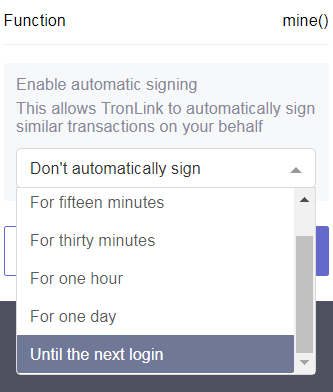 Function mine()
Enable automatic signing
This allows TronLink to automatically sign
similar transactions on your behalf
Don't automatically sign
For fifteen minutes
For thirty minutes
For one hour
For one day
Until the next login